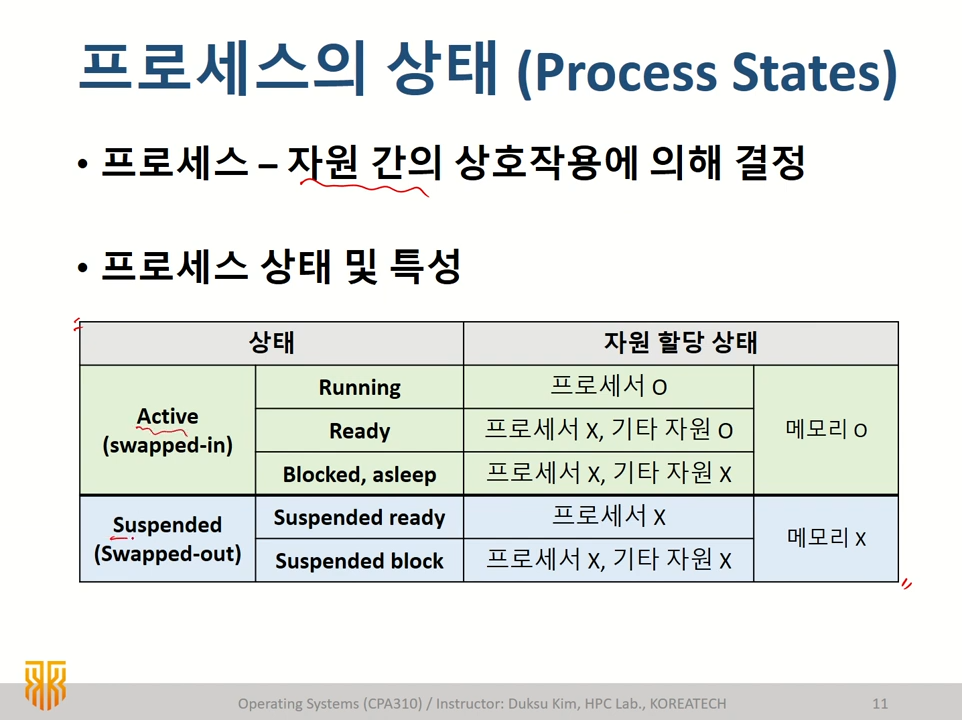 프로세스의 상태 (Process States)
• 프로세스 – 자원 간의 상호작용에 의해 결정
• 프로세스 상태 및 특성
상태 자원 할당 상태
Active
(swapped-in)
Running 프로세서 O
Ready 프로세서 X, 기타 자원 O
Blocked, asleep 프로세서 X, 기타 자원 X
메모리 O
Suspended
(Swapped-out)
Suspended ready 프로세서 X
Suspended block 프로세서 X, 기타 자원 X
메모리 X
Operating Systems (CPA310) / Instructor: Duksu Kim, HPC Lab., KOREATECH
11